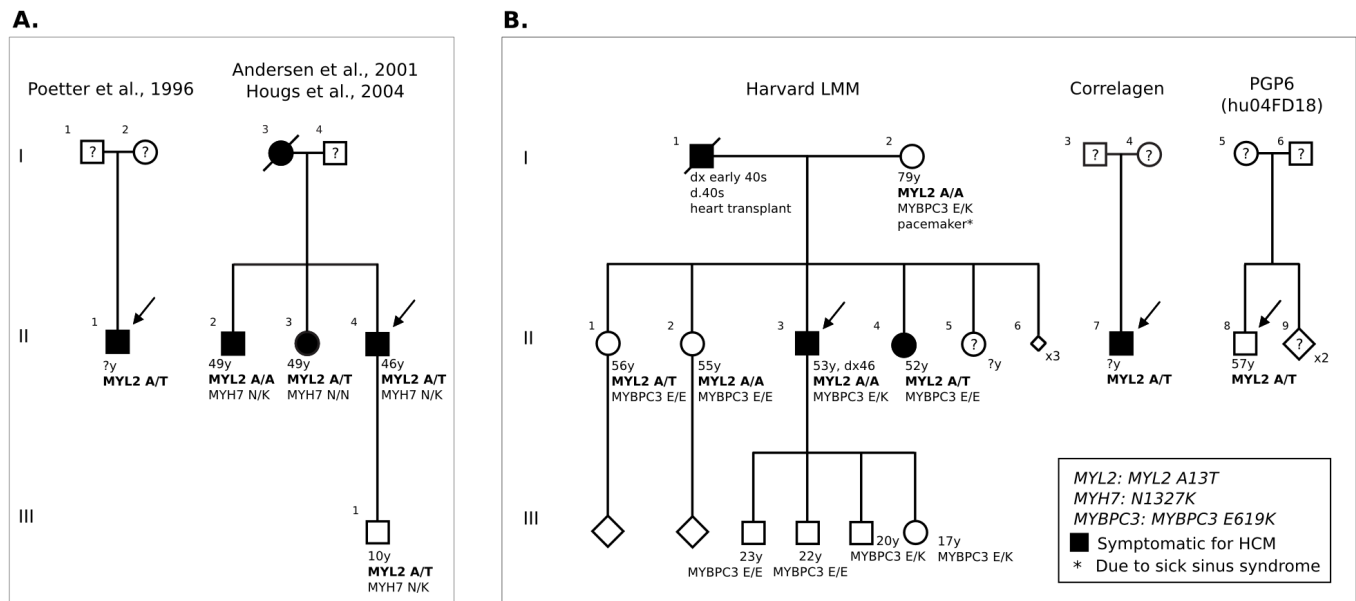 A.
Poetter et al., 1996
Andersen et al., 2001
Hougs et al., 2004
I
1
?
2
?
3
4
?
II
1
?y
MYL2 A/T
2
49y
MYL2 A/A
MYH7 N/K
3
49y
MYL2 A/T
MYH7 N/N
4
46y
MYL2 A/T
MYH7 N/K
III
1
10y
MYL2 A/T
MYH7 N/K
B.
Harvard LMM
Correlagen
PGP6
(hu04FD18)
I
1
dx early 40s
d.40s
heart transplant
2
79y
MYL2 A/A
MYBPC3 E/K
pacemaker*
3
?
4
?
5
?
6
?
II
1
56y
MYL2 A/T
MYBPC3 E/E
2
55y
MYL2 A/A
MYBPC3 E/E
3
53y, dx46
MYL2 A/A
MYBPC3 E/K
4
52y
MYL2 A/T
MYBPC3 E/E
5
?
?y
6
x3
7
?y
MYL2 A/T
8
57y
MYL2 A/T
9
?
x2
III
23y
MYBPC3 E/E
22y
MYBPC3 E/E
20y
MYBPC3 E/K
17y
MYBPC3 E/K
MYL2: MYL2 A13T
MYH7: N1327K
MYBPC3: MYBPC3 E619K
Symptomatic for HCM
* Due to sick sinus syndrome